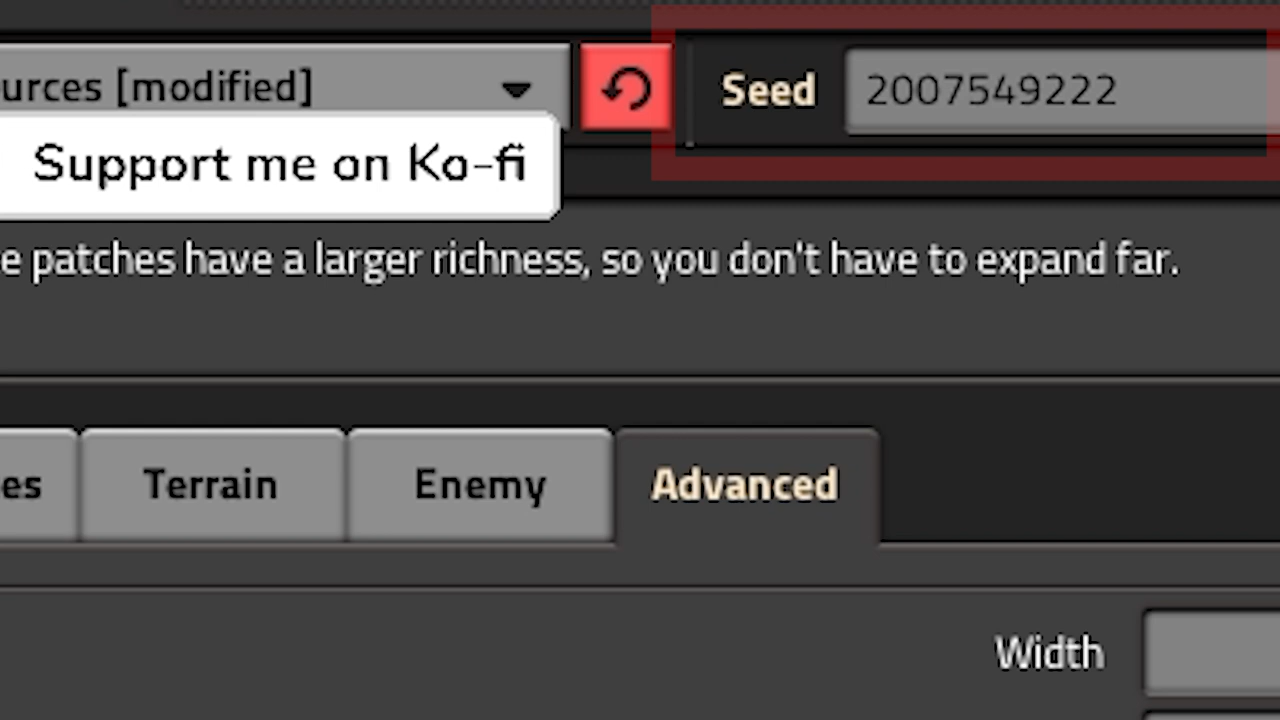 urces [modified]
Seed
2007549222
Support me on Ko-fi
e patches have a larger richness, so you don't have to expand far.
es
Terrain
Enemy
Advanced
Width